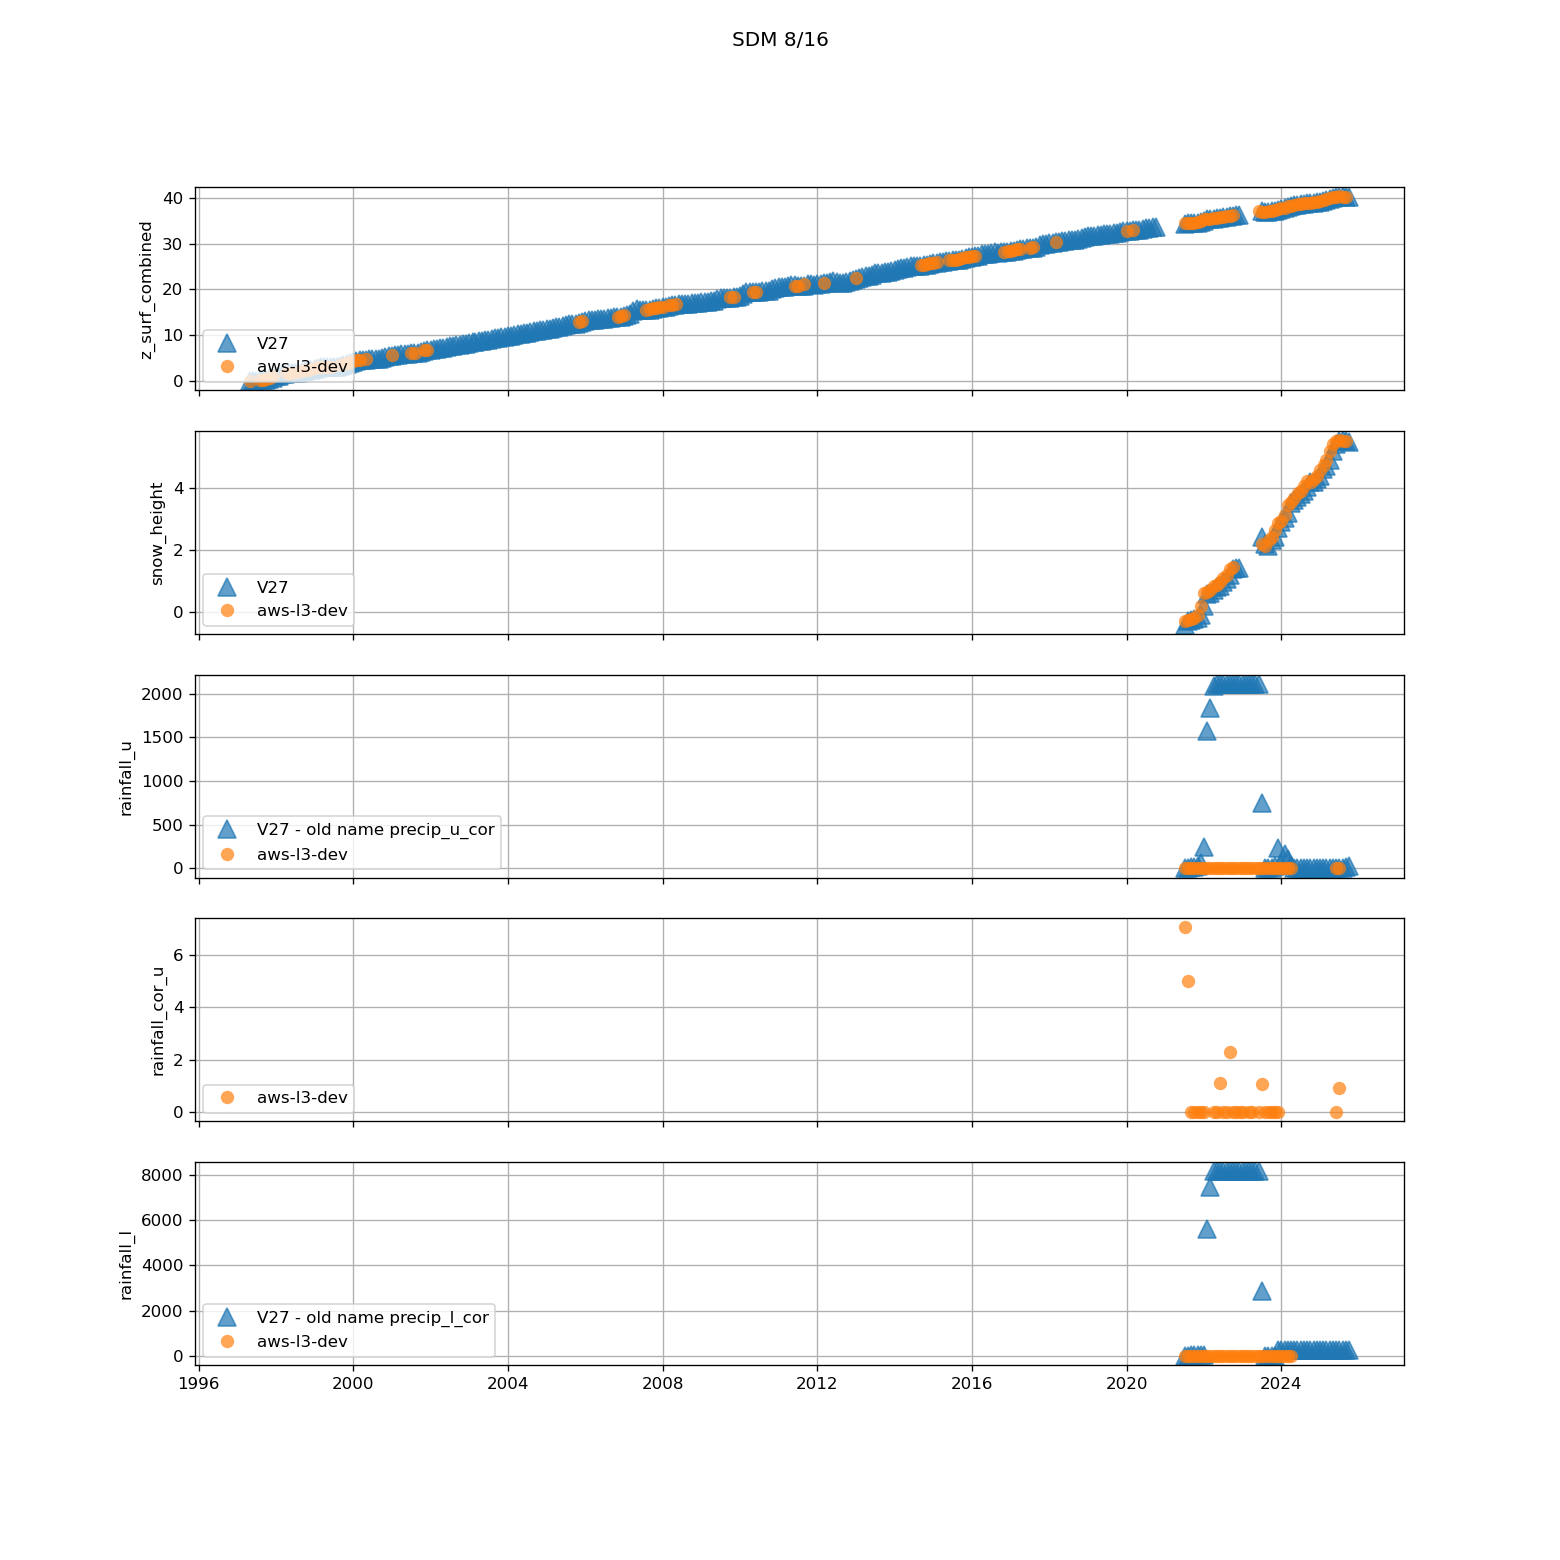 SDM 8/16
40
30
20
10
0
z_surf_combined
V27
aws-l3-dev
4
2
0
snow_height
V27
aws-l3-dev
2000
1500
1000
500
0
rainfall_u
V27 - old name precip_u_cor
aws-l3-dev
6
4
2
0
rainfall_cor_u
aws-l3-dev
8000
6000
4000
2000
0
rainfall_l
V27 - old name precip_l_cor
aws-l3-dev
1996 2000 2004 2008 2012 2016 2020 2024